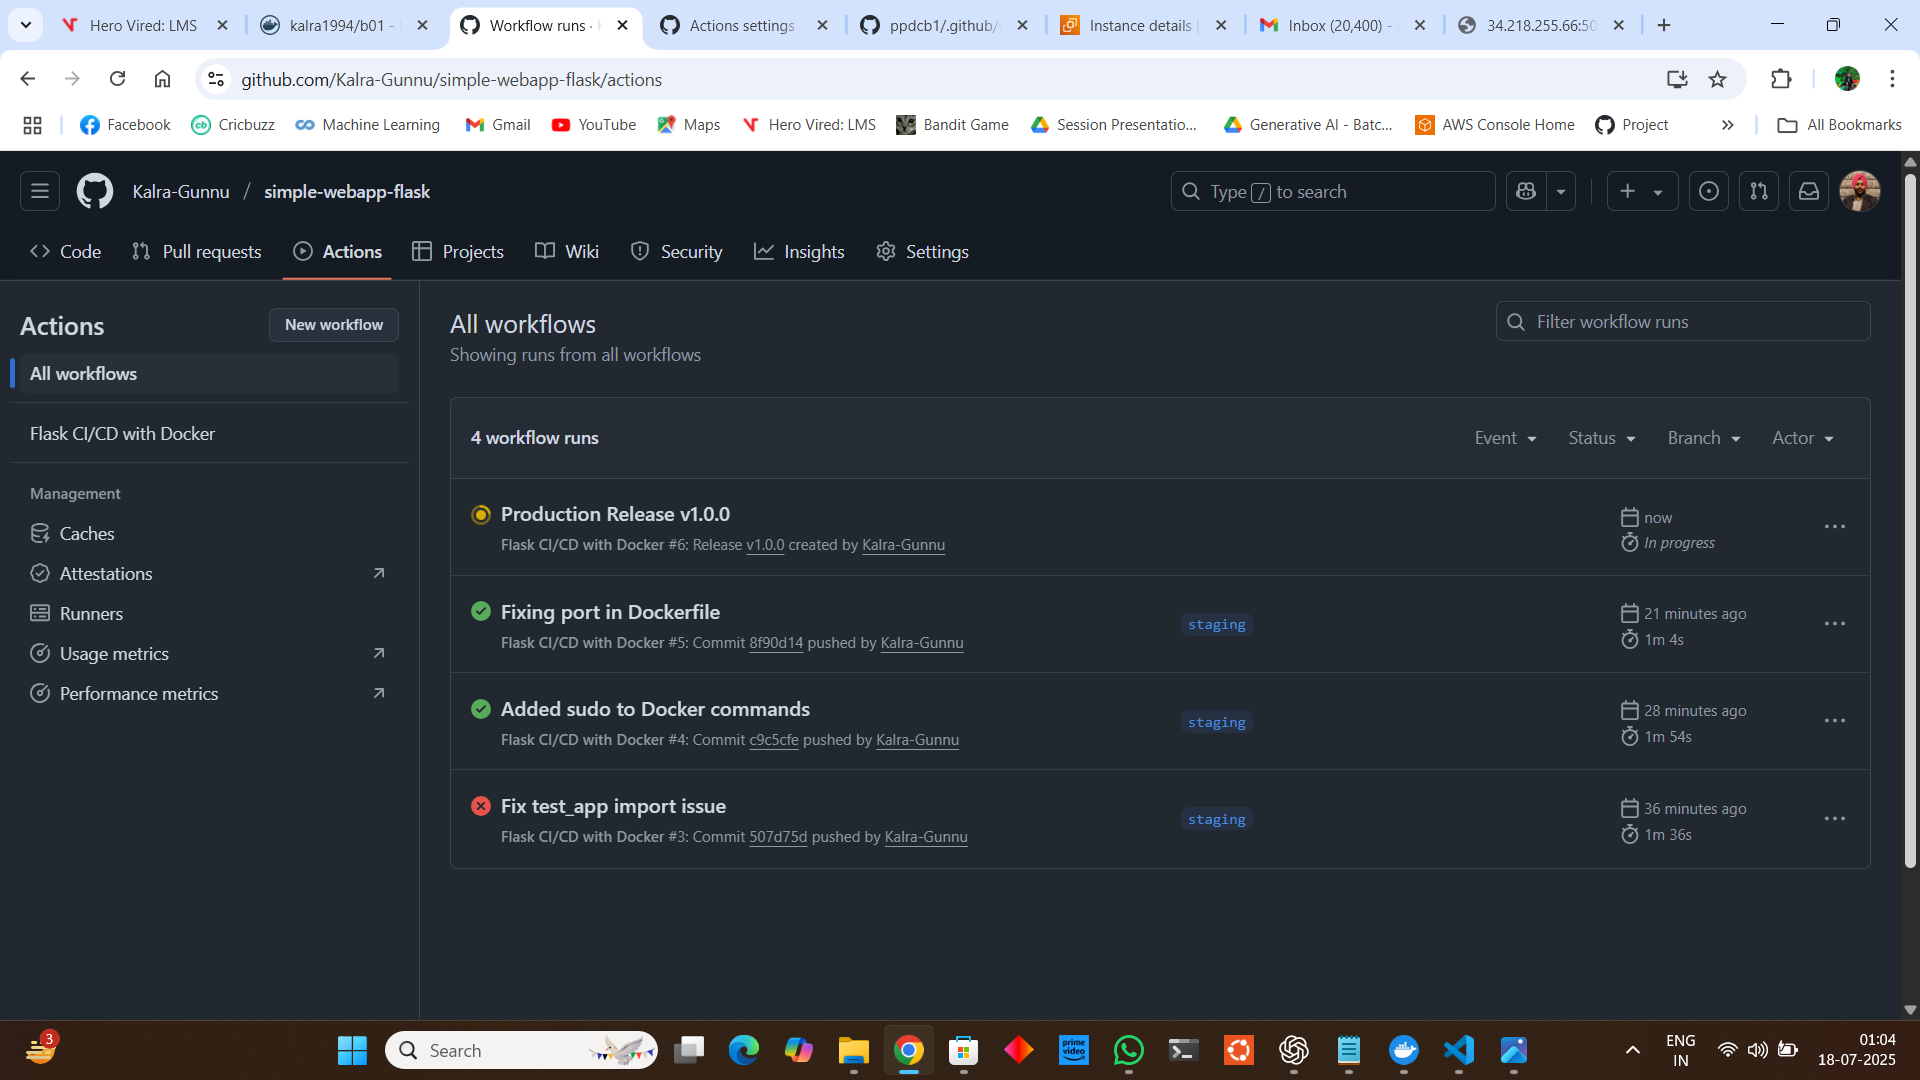 Hero Vired: LMS
kalra1994/b01 -
Workflow runs ·
Actions settings
ppdcb1/.github/
Instance details
Inbox (20,400) -
34.218.255.66:50
github.com/Kalra-Gunnu/simple-webapp-flask/actions
Facebook
Cricbuzz
Machine Learning
Gmail
YouTube
Maps
Hero Vired: LMS
Bandit Game
Session Presentatio...
Generative AI - Batc...
AWS Console Home
Project
All Bookmarks
Kalra-Gunnu / simple-webapp-flask
Type / to search
Code
Pull requests
Actions
Projects
Wiki
Security
Insights
Settings
Actions
New workflow
All workflows
Flask CI/CD with Docker
Management
Caches
Attestations
Runners
Usage metrics
Performance metrics
All workflows
Showing runs from all workflows
Filter workflow runs
4 workflow runs
Event
Status
Branch
Actor
Production Release v1.0.0
Flask CI/CD with Docker #6: Release v1.0.0 created by Kalra-Gunnu
now
In progress
Fixing port in Dockerfile
Flask CI/CD with Docker #5: Commit 8f90d14 pushed by Kalra-Gunnu
staging
21 minutes ago
1m 4s
Added sudo to Docker commands
Flask CI/CD with Docker #4: Commit c9c5cfe pushed by Kalra-Gunnu
staging
28 minutes ago
1m 54s
Fix test_app import issue
Flask CI/CD with Docker #3: Commit 507d75d pushed by Kalra-Gunnu
staging
36 minutes ago
1m 36s
3
Search
prime video
ENG
IN
01:04
18-07-2025